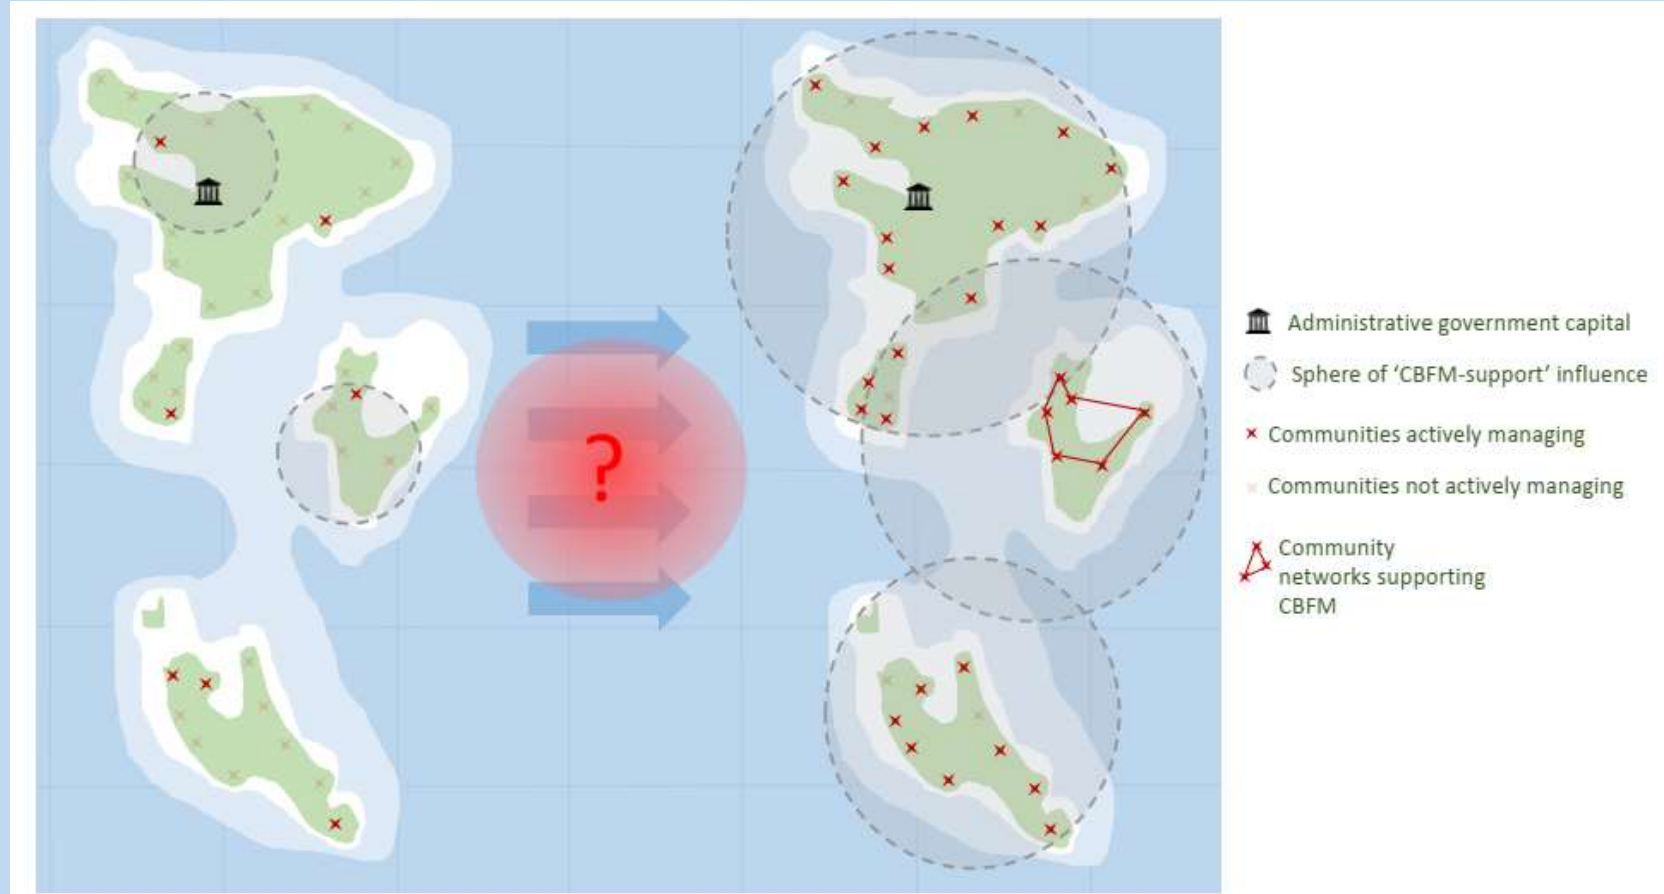 ?
Administrative government capital
Sphere of ‘CBFM-support’ influence
Communities actively managing
Communities not actively managing
Community
networks supporting
CBFM